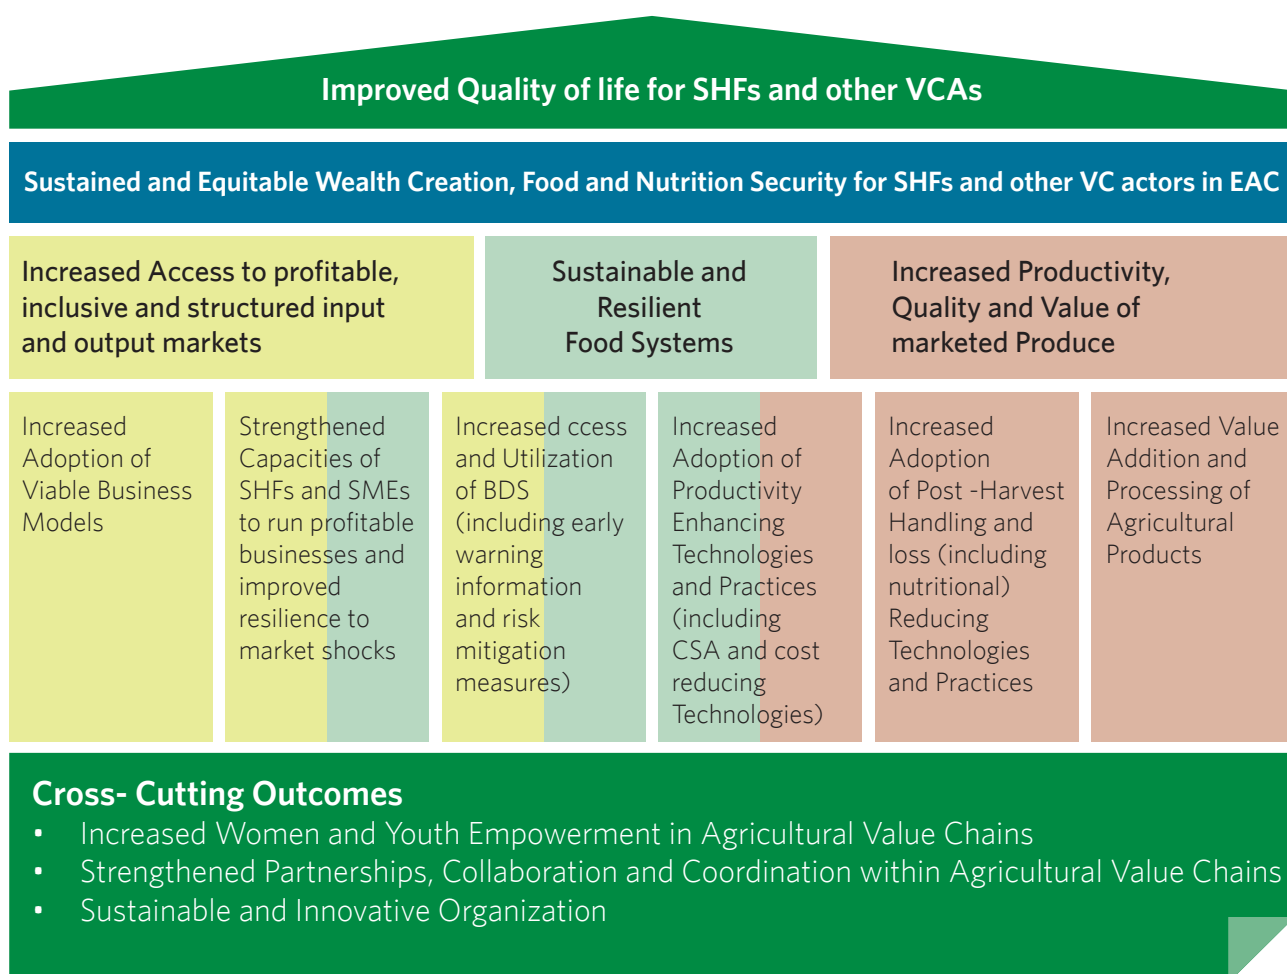 Improved Quality of life for SHFs and other VCAs
Sustained and Equitable Wealth Creation, Food and Nutrition Security for SHFs and other VC actors in EAC
Increased Access to profitable,
inclusive and structured input
and output markets
Sustainable and
Resilient
Food Systems
Increased Productivity,
Quality and Value of
marketed Produce
Increased
Adoption of
Viable Business
Models
Strengthened
Capacities of
SHFs and SMEs
to run profitable
businesses and
improved
resilience to
market shocks
Increased ccess
and Utilization
of BDS
(including early
warning
information
and risk
mitigation
measures)
Increased
Adoption of
Productivity
Enhancing
Technologies
and Practices
(including
CSA and cost
reducing
Technologies)
Increased
Adoption
of Post -Harvest
Handling and
loss (including
nutritional)
Reducing
Technologies
and Practices
Increased Value
Addition and
Processing of
Agricultural
Products
Cross- Cutting Outcomes
• Increased Women and Youth Empowerment in Agricultural Value Chains
• Strengthened Partnerships, Collaboration and Coordination within Agricultural Value Chains
• Sustainable and Innovative Organization